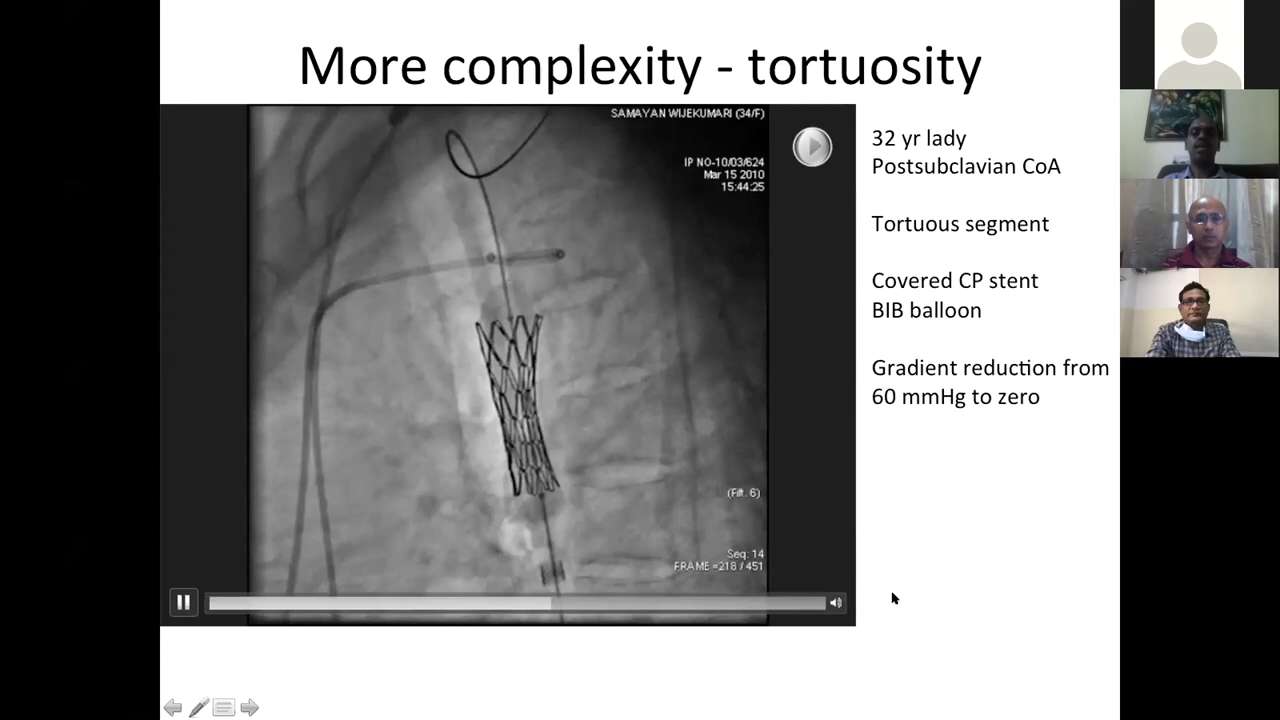 More complexity - tortuosity
SAMAYAN WIJEKUMARI (34/F)
IP NO-10/03/624
Mar 15 2010
15:44:25
(Filt. 6)
Seq: 14
FRAME =218 / 451
32 yr lady
Postsubclavian CoA
Tortuous segment
Covered CP stent
BIB balloon
Gradient reduction from
60 mmHg to zero